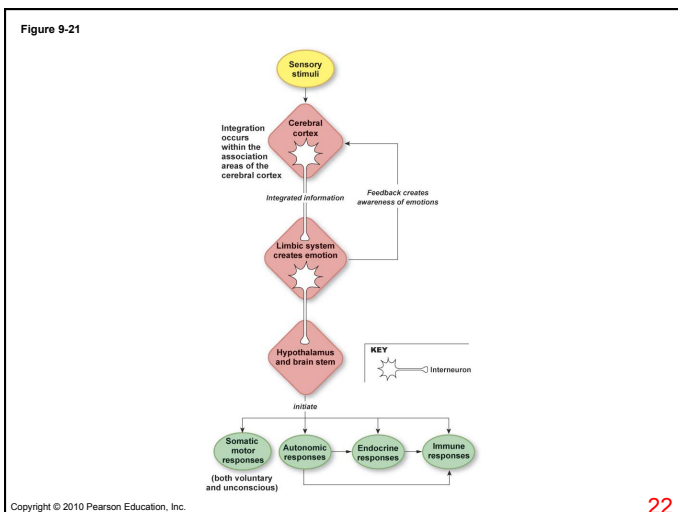 Figure 9-21
Sensory
stimuli
Cerebral
cortex
Integration
occurs
within the
association
areas of the
cerebral cortex
Integrated information
Feedback creates
awareness of emotions
Limbic system
creates emotion
Hypothalamus
and brain stem
KEY
Interneuron
initiate
Somatic
motor
responses
(both voluntary
and unconscious)
Autonomic
responses
Endocrine
responses
Immune
responses
Copyright © 2010 Pearson Education, Inc.
22